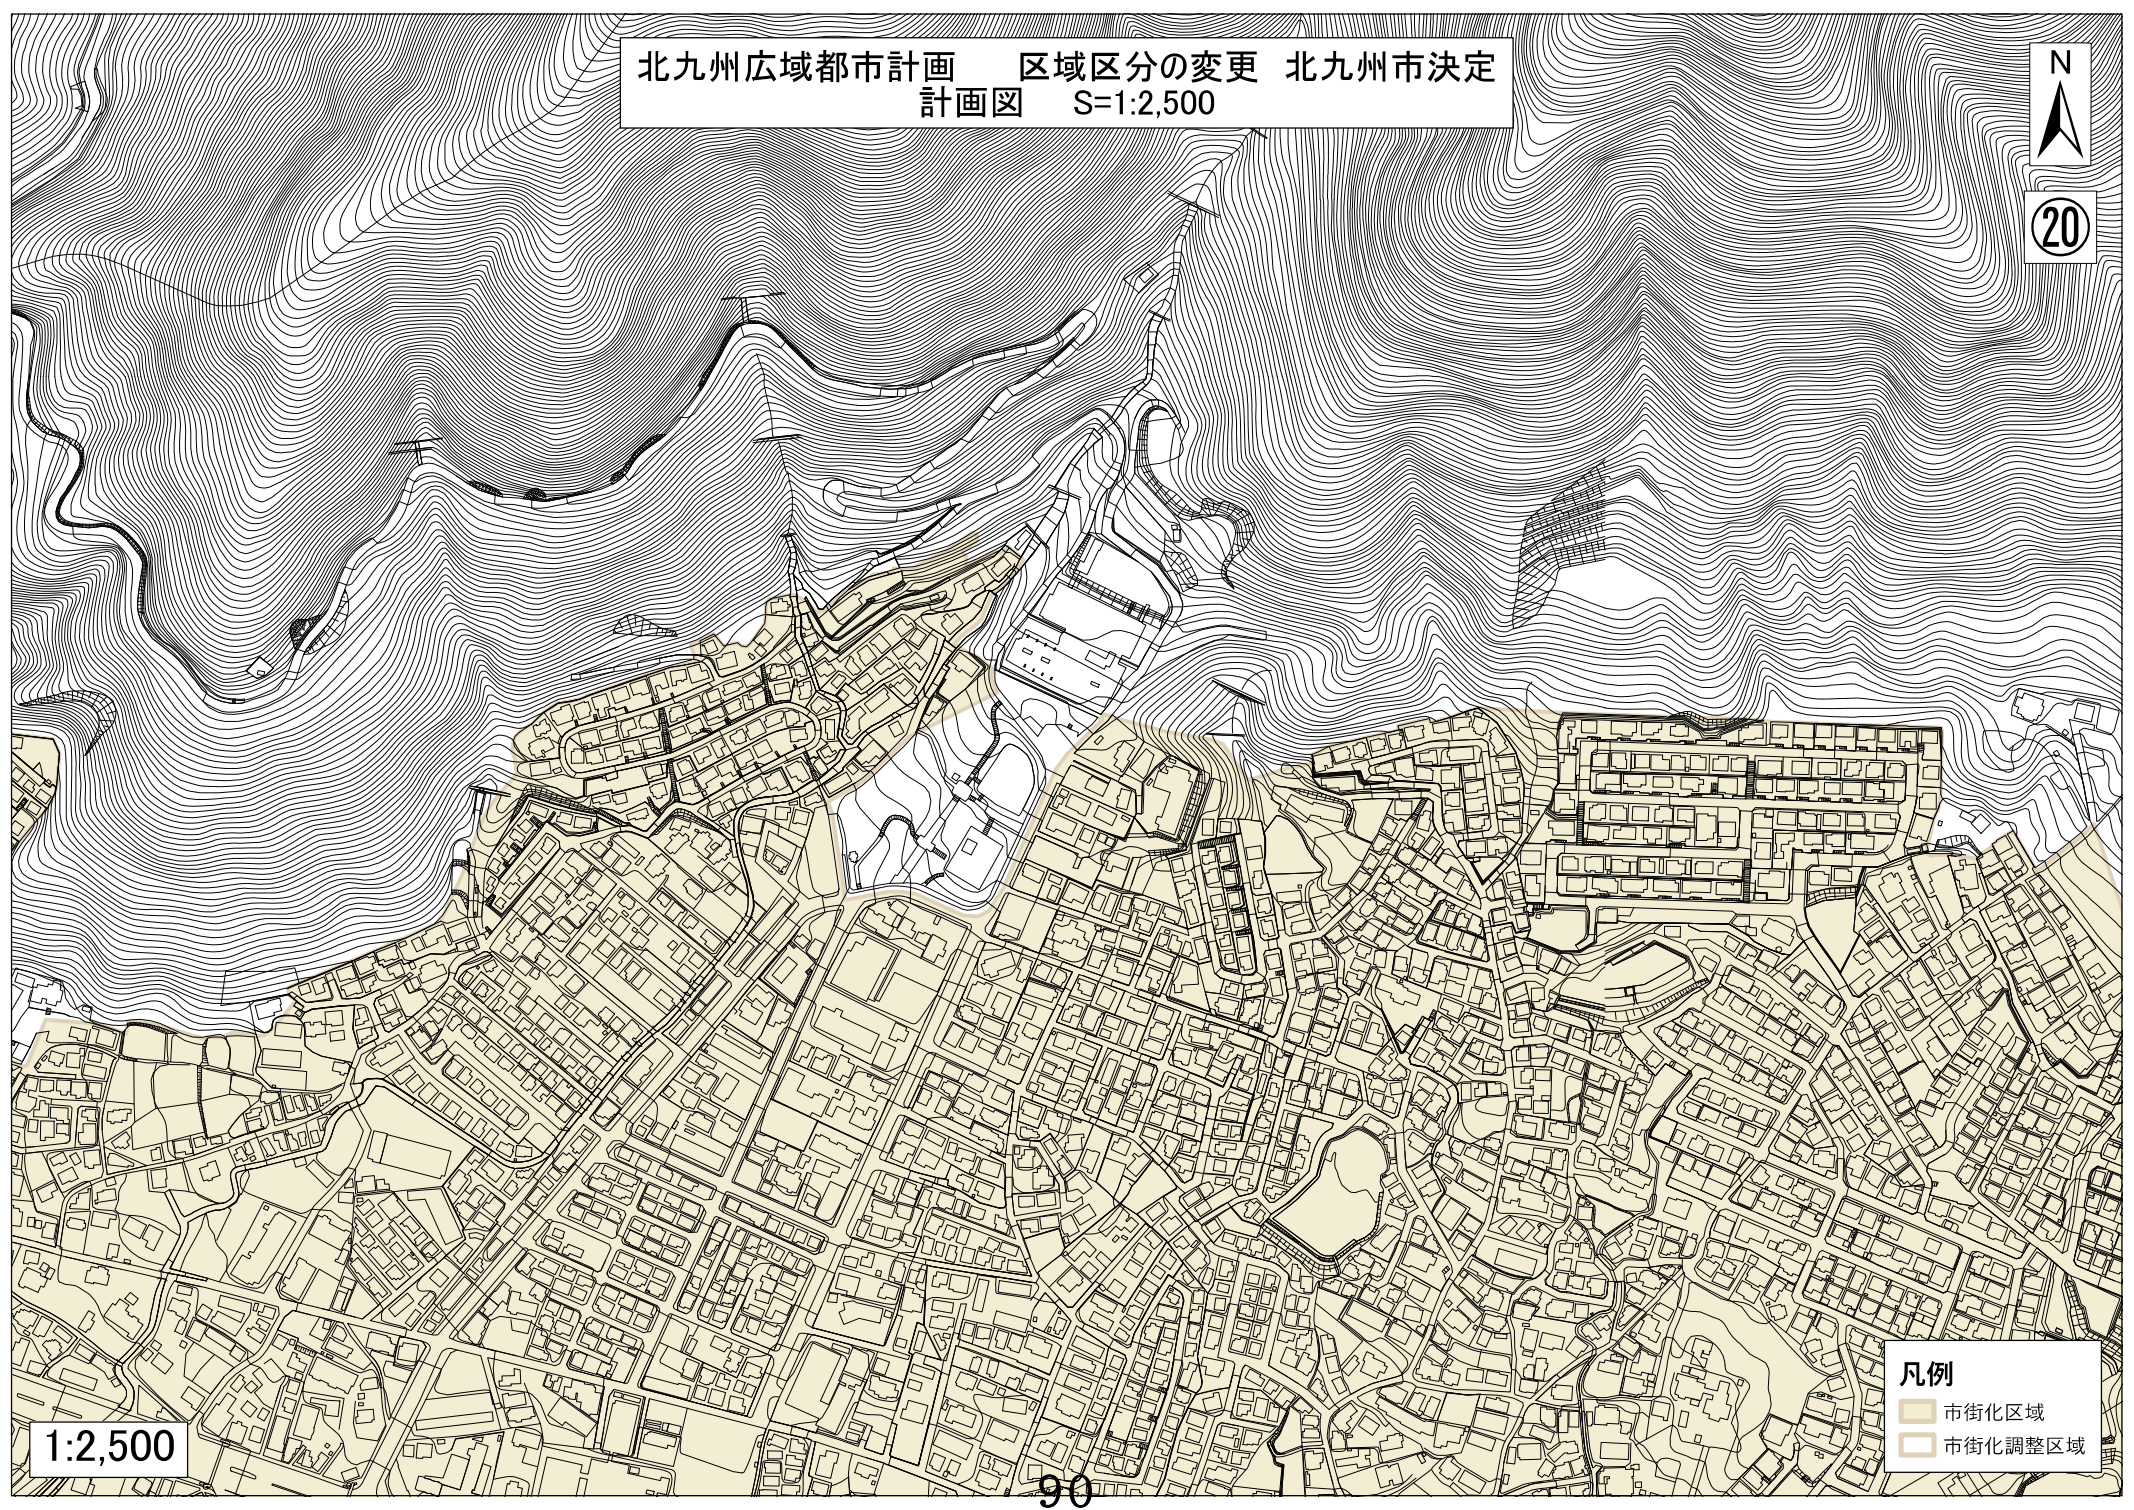 北九州広域都市計画　区域区分の変更　北九州市決定
計画図　S=1:2,500
N
⑳
凡例
市街化区域
市街化調整区域
1:2,500
90